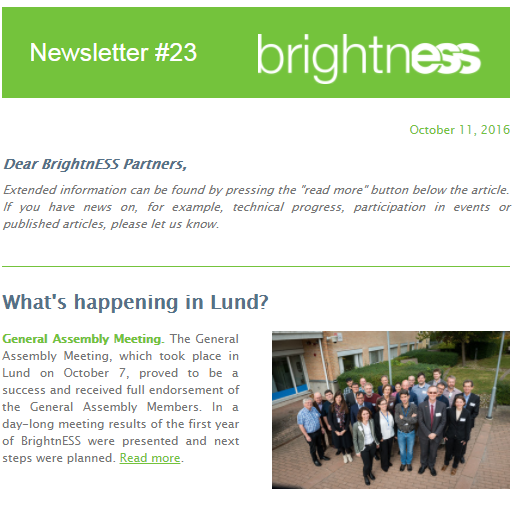 Newsletter #23
brightness
October 11, 2016
Dear BrightnESS Partners,
Extended information can be found by pressing the "read more" button below the article.
If you have news on, for example, technical progress, participation in events or
published articles, please let us know.
What's happening in Lund?
General Assembly Meeting. The General
Assembly Meeting, which took place in
Lund on October 7, proved to be a
success and received full endorsement of
the General Assembly Members. In a
day-long meeting results of the first year
of BrightnESS were presented and next
steps were planned. Read more.